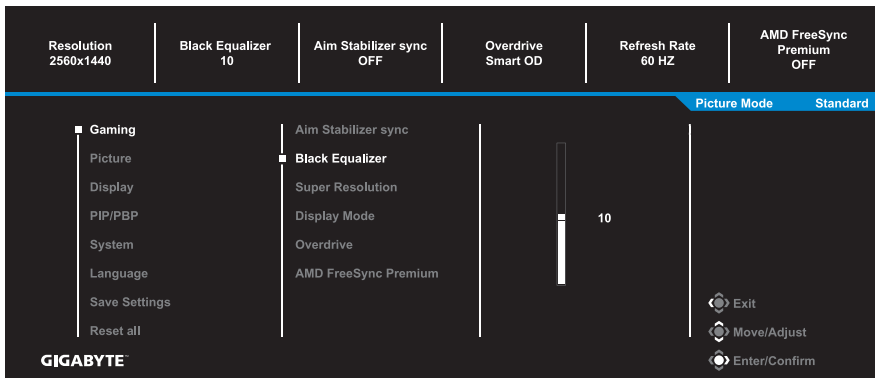 Resolution
2560x1440
Black Equalizer
10
Aim Stabilizer sync
OFF
Overdrive
Smart OD
Refresh Rate
60 HZ
AMD FreeSync
Premium
OFF
Picture Mode Standard
Gaming
Picture
Display
PIP/PBP
System
Language
Save Settings
Reset all
Aim Stabilizer sync
Black Equalizer
Super Resolution
Display Mode
Overdrive
AMD FreeSync Premium
10
Exit
Move/Adjust
Enter/Confirm
GIGABYTE™